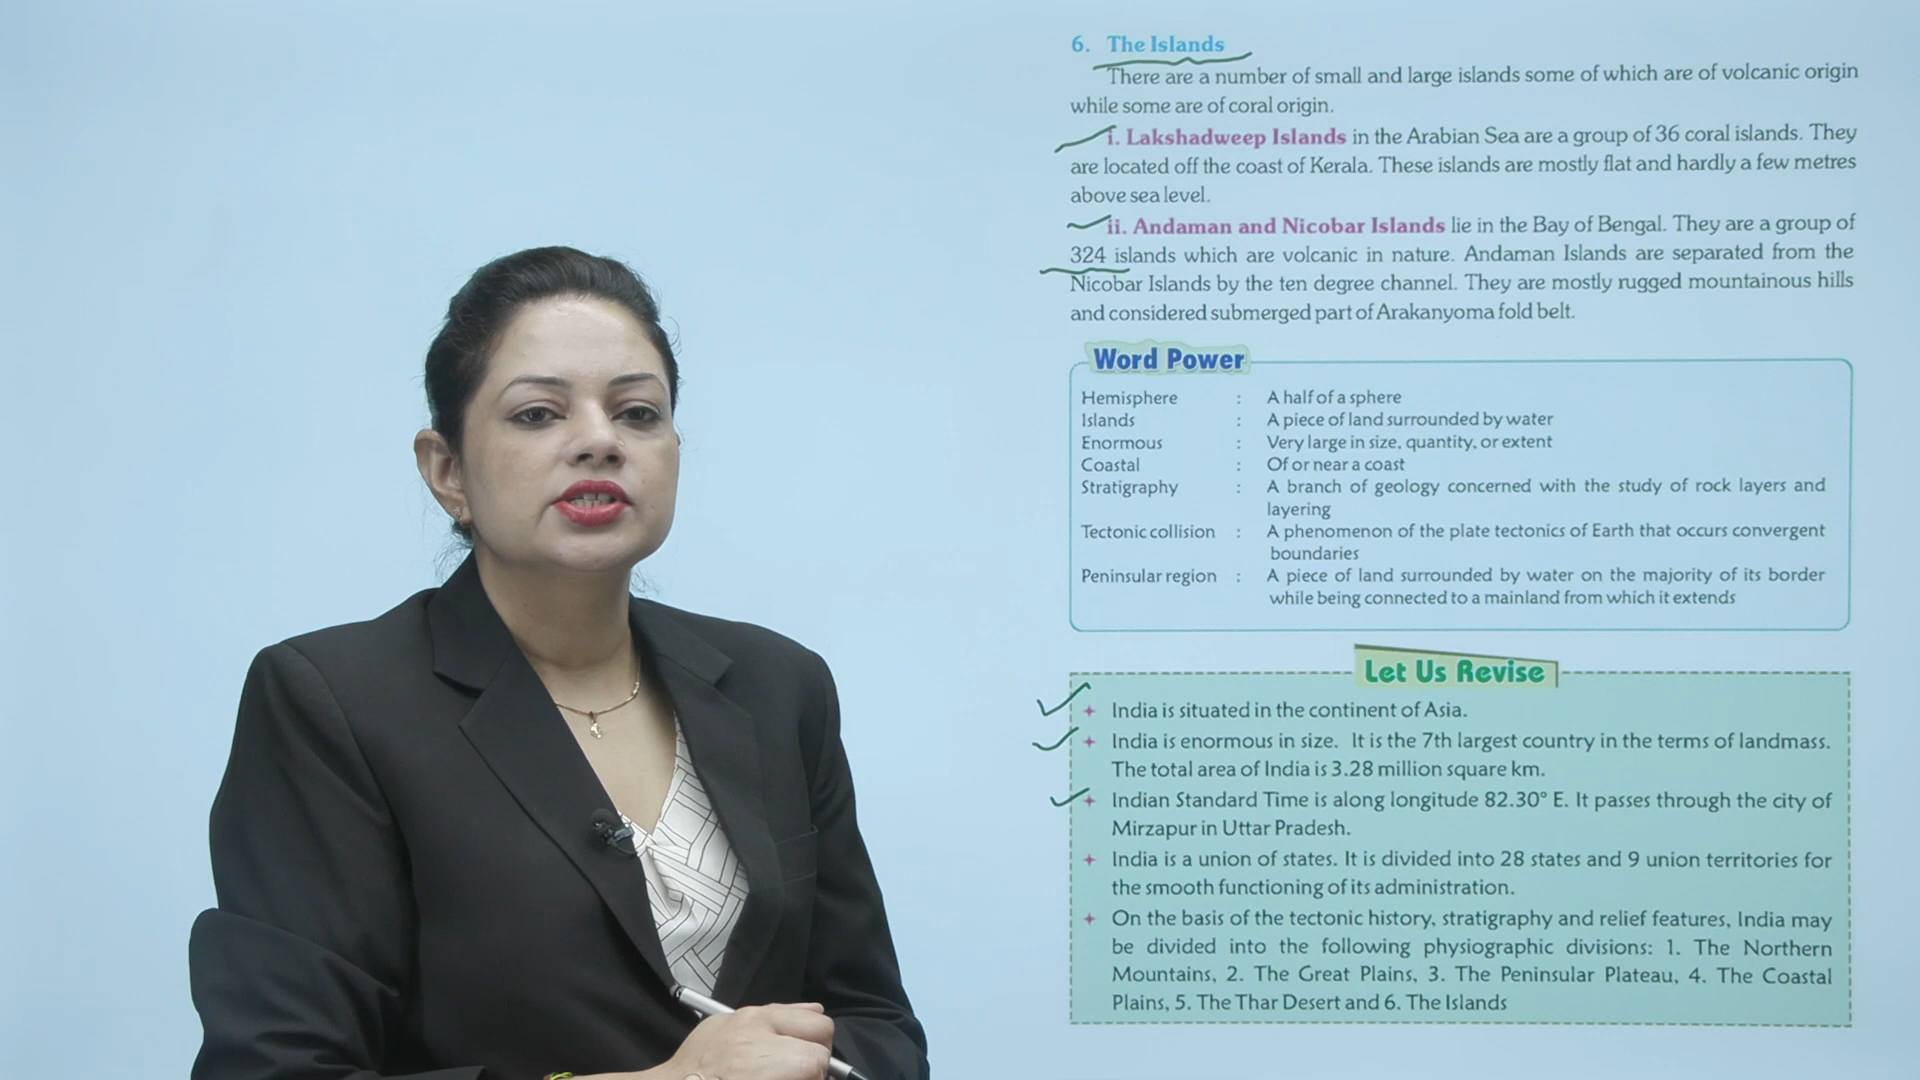 6. The Islands
There are a number of small and large islands some of which are of volcanic origin
while some are of coral origin.
i. Lakshadweep Islands in the Arabian Sea are a group of 36 coral islands. They
are located off the coast of Kerala. These islands are mostly flat and hardly a few metres
above sea level.
ii. Andaman and Nicobar Islands lie in the Bay of Bengal. They are a group of
324 islands which are volcanic in nature. Andaman Islands are separated from the
Nicobar Islands by the ten degree channel. They are mostly rugged mountainous hills
and considered submerged part of Arakanyoma fold belt.
Word Power
Hemisphere : A half of a sphere
Islands : A piece of land surrounded by water
Enormous : Very large in size, quantity, or extent
Coastal : Of or near a coast
Stratigraphy : A branch of geology concerned with the study of rock layers and
layering
Tectonic collision : A phenomenon of the plate tectonics of Earth that occurs convergent
boundaries
Peninsular region : A piece of land surrounded by water on the majority of its border
while being connected to a mainland from which it extends
Let Us Revise
India is situated in the continent of Asia.
India is enormous in size. It is the 7th largest country in the terms of landmass.
The total area of India is 3.28 million square km.
Indian Standard Time is along longitude 82.30° E. It passes through the city of
Mirzapur in Uttar Pradesh.
India is a union of states. It is divided into 28 states and 9 union territories for
the smooth functioning of its administration.
On the basis of the tectonic history, stratigraphy and relief features, India may
be divided into the following physiographic divisions: 1. The Northern
Mountains, 2. The Great Plains, 3. The Peninsular Plateau, 4. The Coastal
Plains, 5. The Thar Desert and 6. The Islands